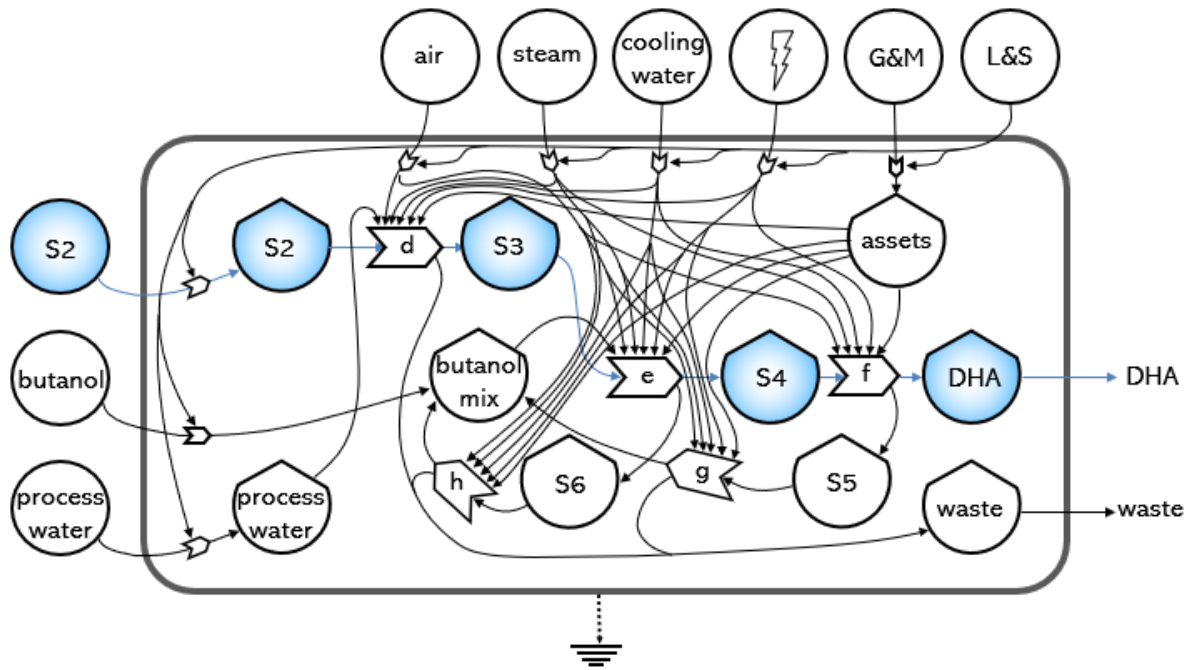 air
steam
cooling
water
G&M
L&S
S2
S2
d
S3
assets
butanol
butanol
mix
e
S4
f
DHA
DHA
process
water
process
water
h
S6
g
S5
waste
waste